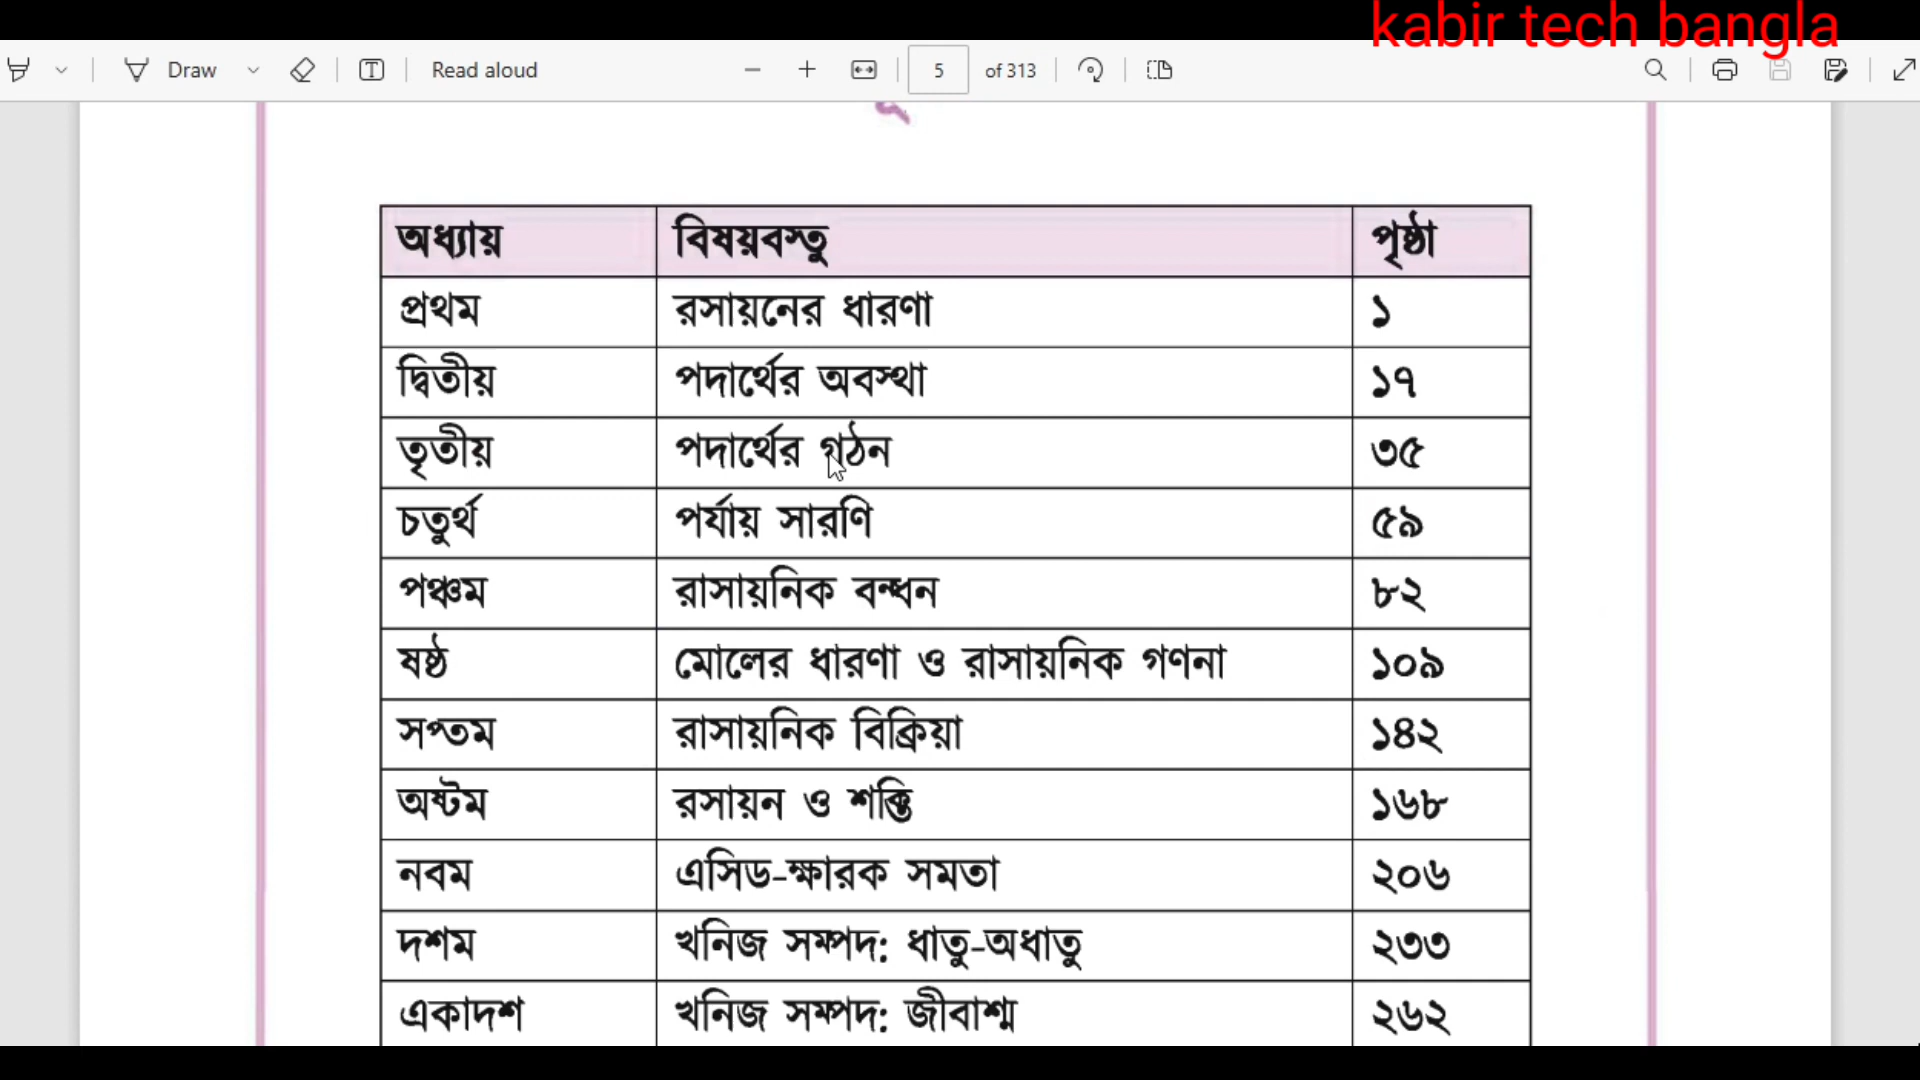 kabir tech bangla
Draw Read aloud 5 of 313
অধ্যায় বিষয়বস্তু পৃষ্ঠা
প্রথম রসায়নের ধারণা ১
দ্বিতীয় পদার্থের অবস্থা ১৭
তৃতীয় পদার্থের গঠন ৩৫
চতুর্থ পর্যায় সারণি ৫৯
পঞ্চম রাসায়নিক বন্ধন ৮২
ষষ্ঠ মোলের ধারণা ও রাসায়নিক গণনা ১০৯
সপ্তম রাসায়নিক বিক্রিয়া ১৪২
অষ্টম রসায়ন ও শক্তি ১৬৮
নবম এসিড-ক্ষারক সমতা ২০৬
দশম খনিজ সম্পদ: ধাতু-অধাতু ২৩৩
একাদশ খনিজ সম্পদ: জীবাশ্ম ২৬২